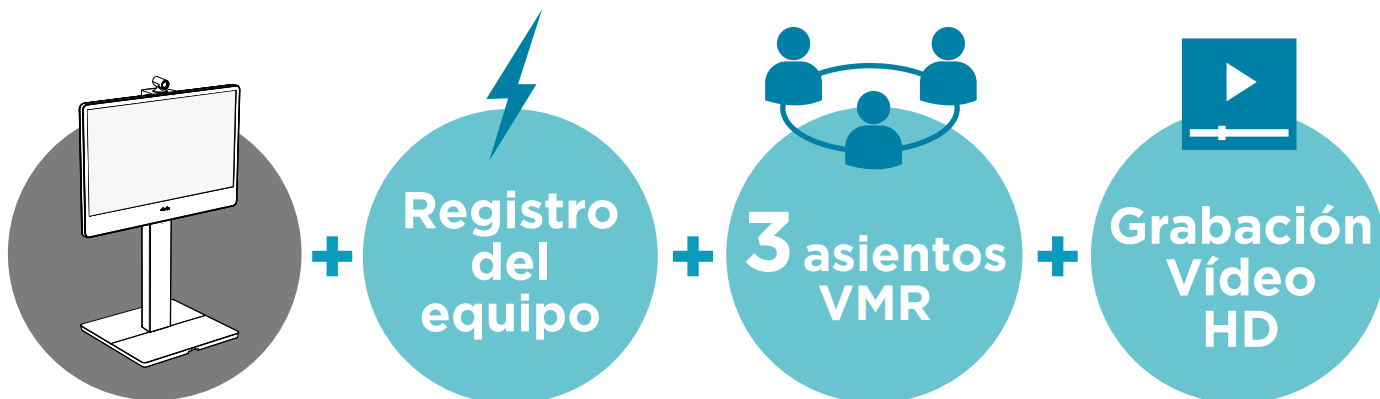 Registro
del
equipo
3 asientos
VMR
Grabación
Vídeo
HD